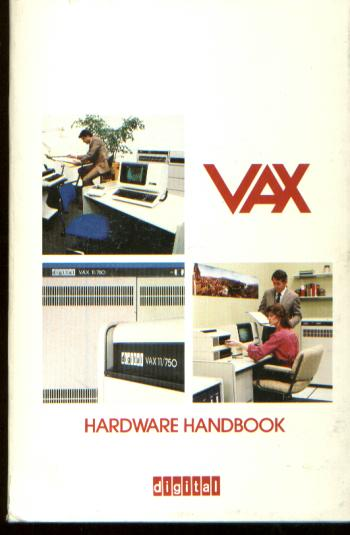 VAX
digital VAX 11/780
digital VAX 11/750
HARDWARE HANDBOOK
digital